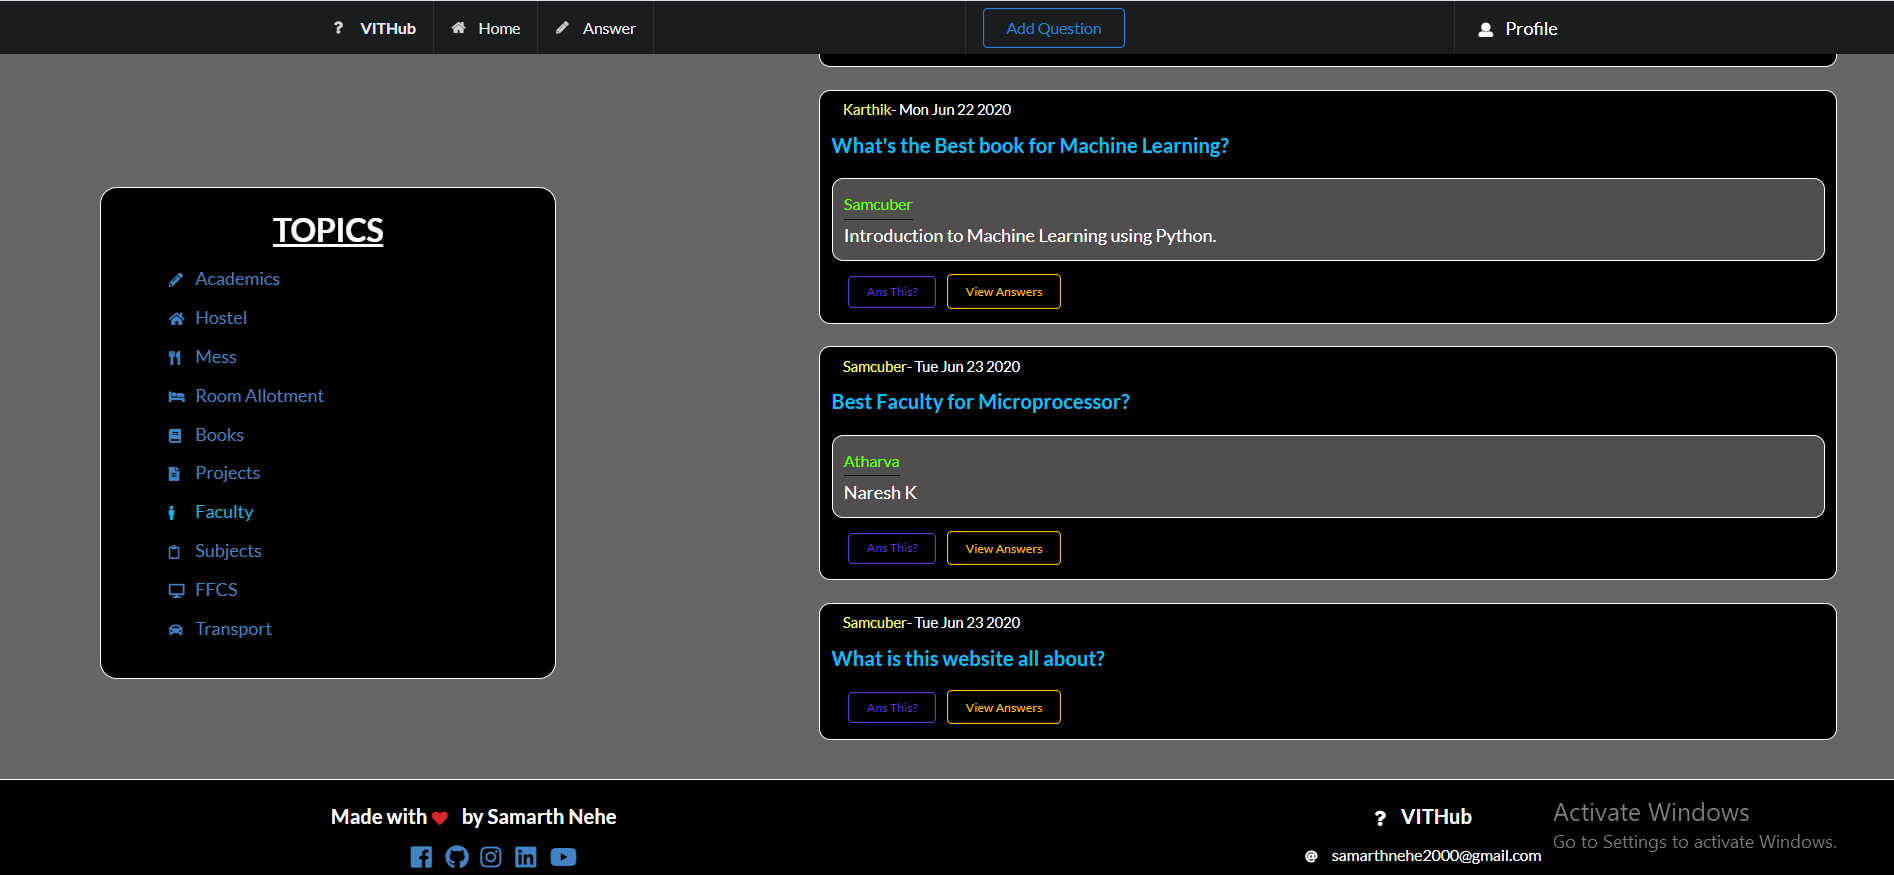 VITHub Home Answer Add Question Profile
TOPICS
Academics
Hostel
Mess
Room Allotment
Books
Projects
Faculty
Subjects
FFCS
Transport
Karthik- Mon Jun 22 2020
What's the Best book for Machine Learning?
Samcuber
Introduction to Machine Learning using Python.
Ans This? View Answers
Samcuber- Tue Jun 23 2020
Best Faculty for Microprocessor?
Atharva
Naresh K
Ans This? View Answers
Samcuber- Tue Jun 23 2020
What is this website all about?
Ans This? View Answers
Made with by Samarth Nehe
VITHub
samarthnehe2000@gmail.com
Activate Windows
Go to Settings to activate Windows.